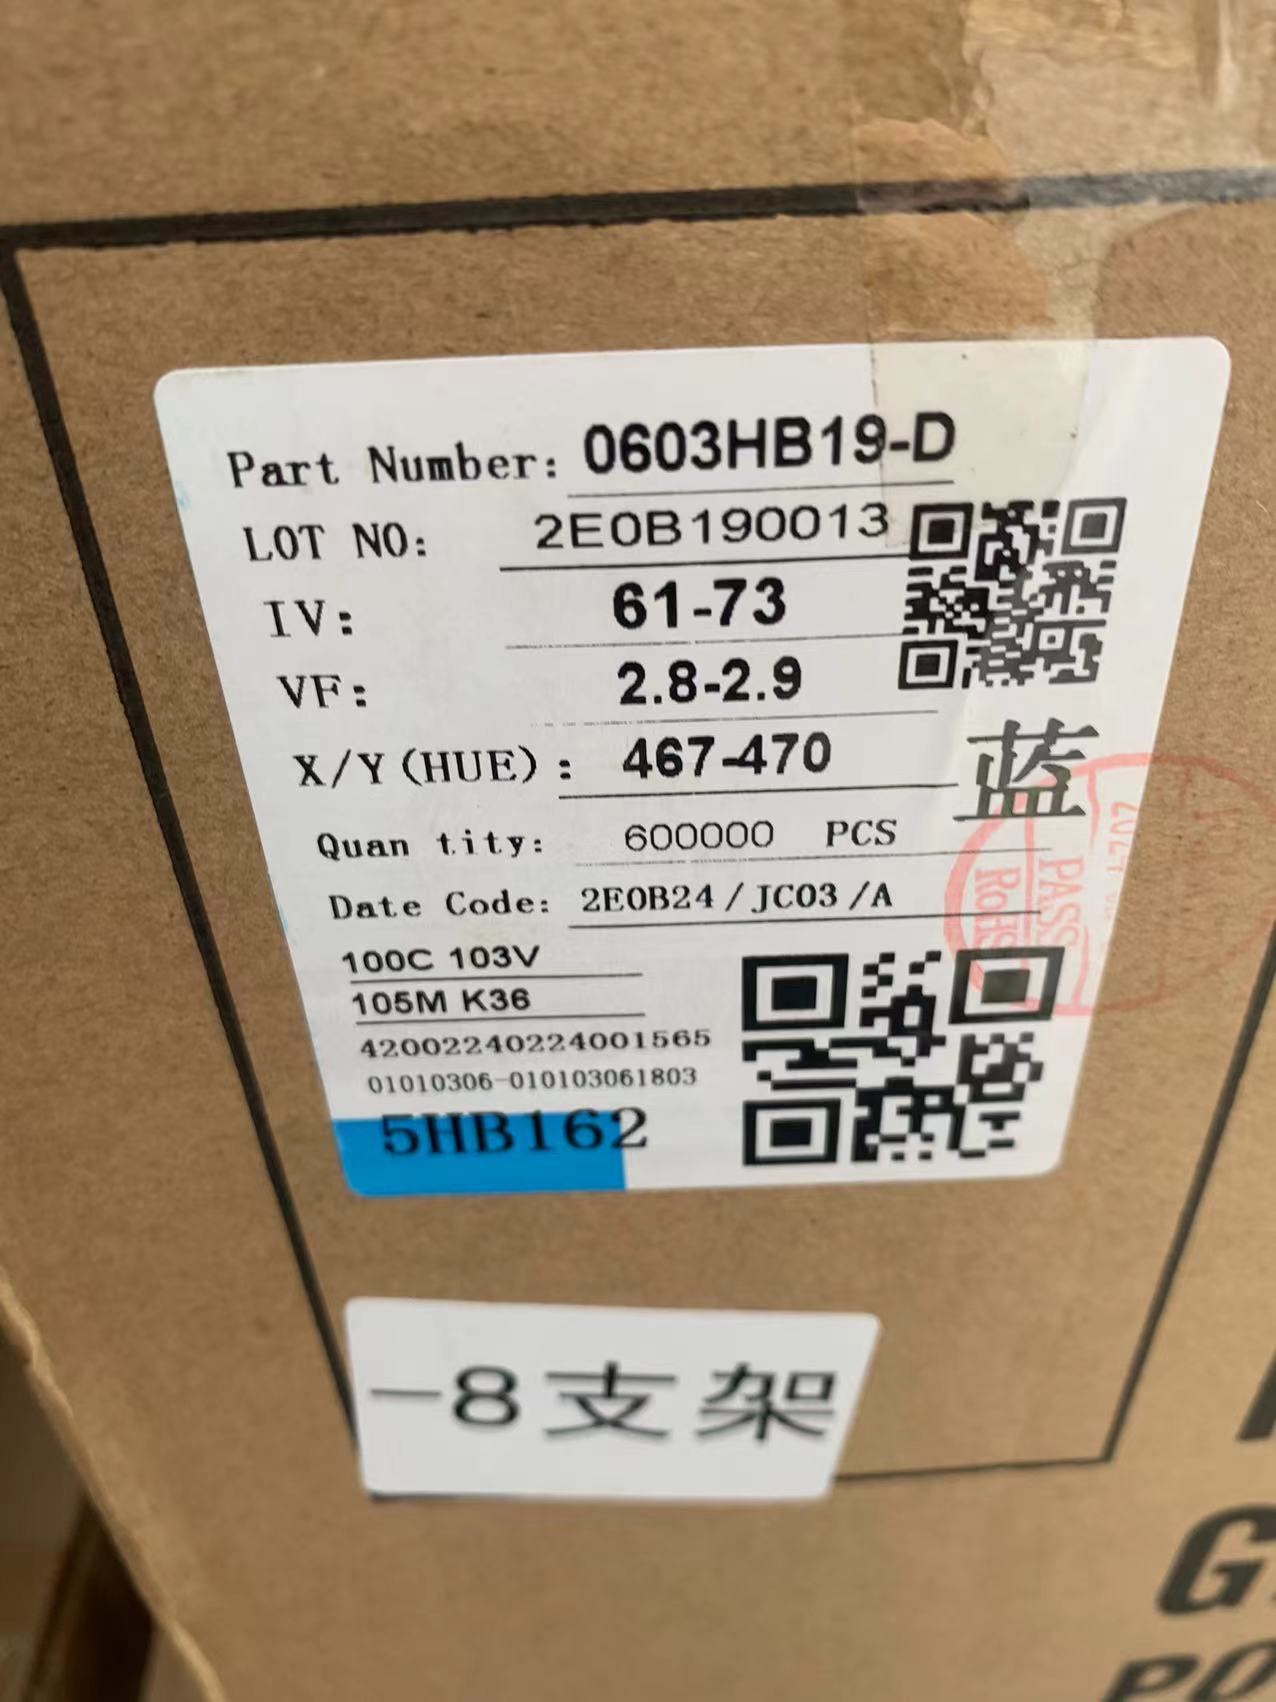 Part Number: 0603HB19-D
LOT NO: 2E0B190013
IV: 61-73
VF: 2.8-2.9
X/Y(HUE): 467-470
蓝
Quan tity: 600000 PCS
Date Code: 2E0B24/JC03/A
100C 103V
105M K36
42002240224001565
01010306-010103061803
5HB162
PASS
RoHS
-8支架